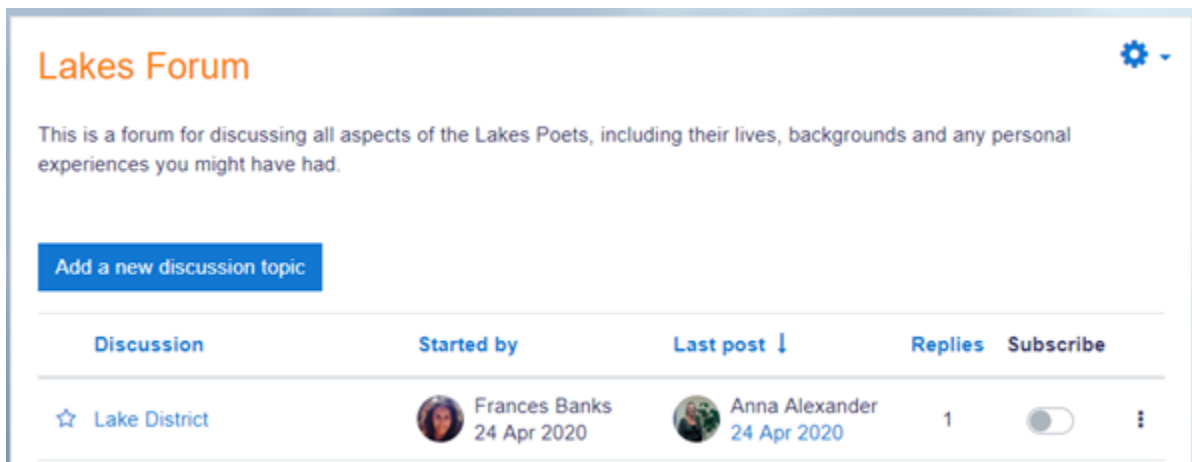 Lakes Forum
This is a forum for discussing all aspects of the Lakes Poets, including their lives, backgrounds and any personal
experiences you might have had.
Add a new discussion topic
Discussion Started by Last post ↓ Replies Subscribe
Lake District Frances Banks Anna Alexander 1
24 Apr 2020 24 Apr 2020